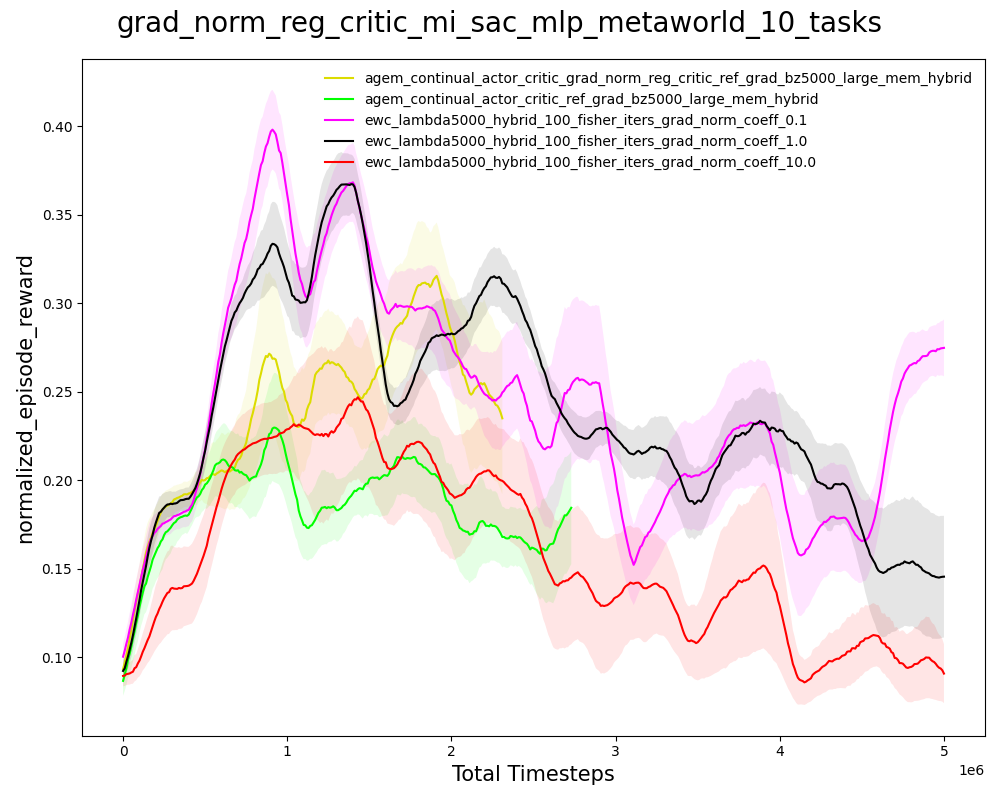 grad_norm_reg_critic_mi_sac_mlp_metaworld_10_tasks
agem_continual_actor_critic_grad_norm_reg_critic_ref_grad_bz5000_large_mem_hybrid
agem_continual_actor_critic_ref_grad_bz5000_large_mem_hybrid
ewc_lambda5000_hybrid_100_fisher_iters_grad_norm_coeff_0.1
ewc_lambda5000_hybrid_100_fisher_iters_grad_norm_coeff_1.0
ewc_lambda5000_hybrid_100_fisher_iters_grad_norm_coeff_10.0
normalized_episode_reward
0.40
0.35
0.30
0.25
0.20
0.15
0.10
0 1 2 3 4 5
1e6
Total Timesteps